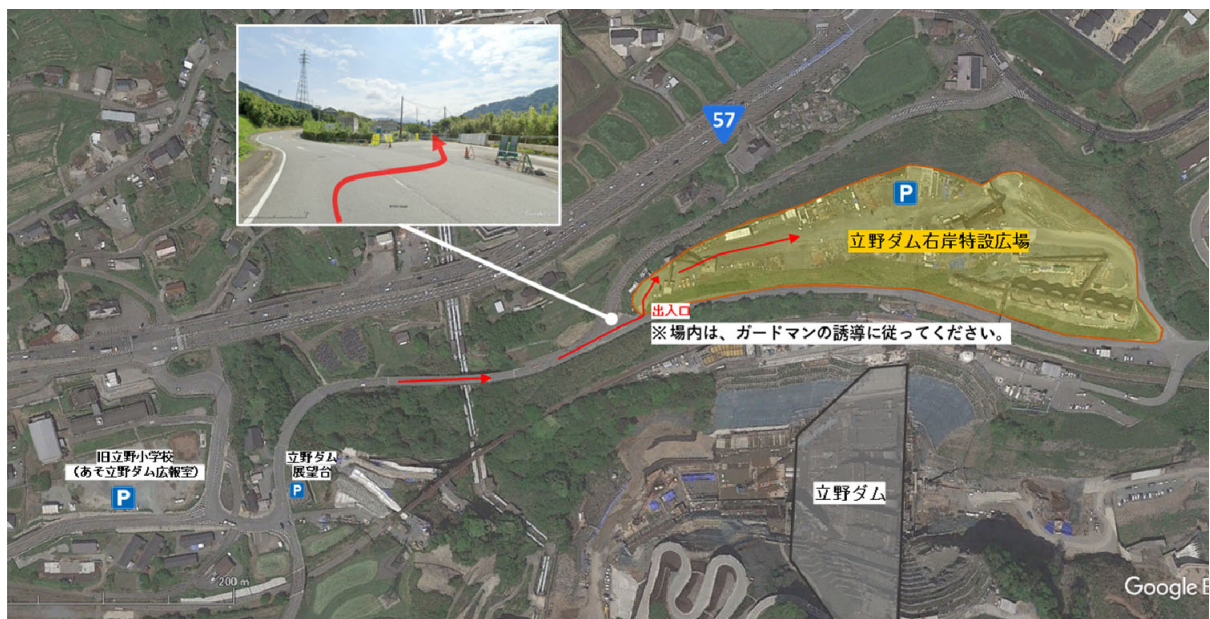 57
P
立野ダム右岸特設広場
出入口
※場内は、ガードマンの誘導に従ってください。
旧立野小学校
(あそ立野ダム広報室)
P
立野ダム
展望台
P
立野ダム
200 m
Google E